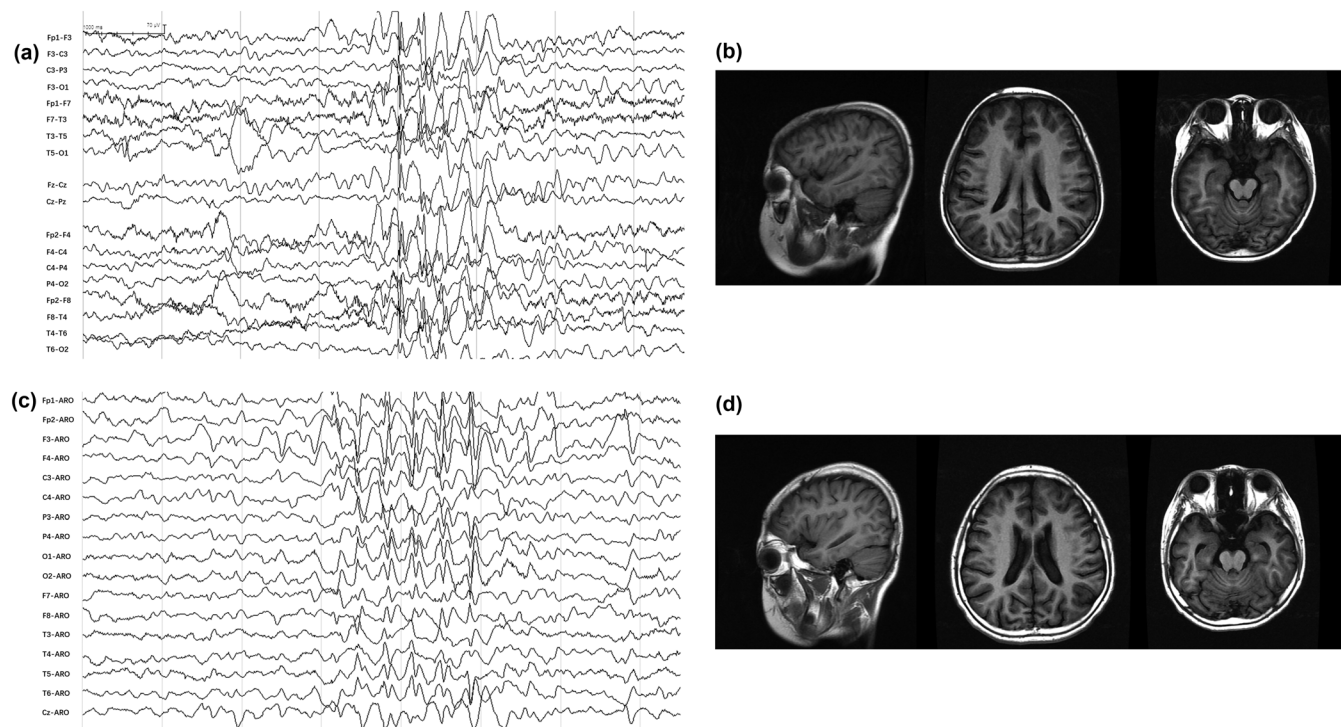 (a)
1000 ms
70 µV
Fp1-F3
F3-C3
C3-P3
F3-O1
Fp1-F7
F7-T3
T3-T5
T5-O1
Fz-Cz
Cz-Pz
Fp2-F4
F4-C4
C4-P4
P4-O2
Fp2-F8
F8-T4
T4-T6
T6-O2
(b)
(c)
Fp1-ARO
Fp2-ARO
F3-ARO
F4-ARO
C3-ARO
C4-ARO
P3-ARO
P4-ARO
O1-ARO
O2-ARO
F7-ARO
F8-ARO
T3-ARO
T4-ARO
T5-ARO
T6-ARO
Cz-ARO
(d)